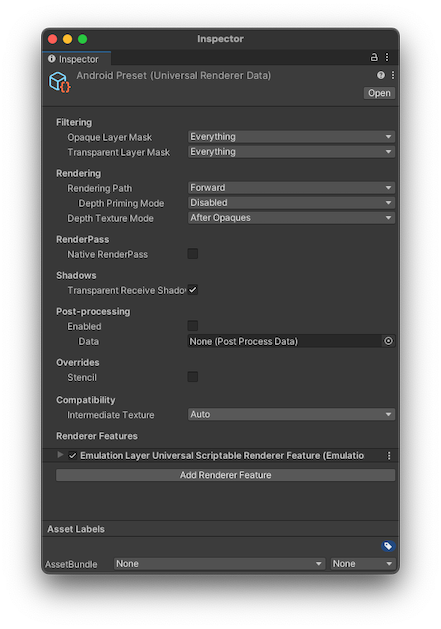 Inspector
Inspector
Android Preset (Universal Renderer Data)
Open
Filtering
Opaque Layer Mask Everything
Transparent Layer Mask Everything
Rendering
Rendering Path Forward
Depth Priming Mode Disabled
Depth Texture Mode After Opaques
RenderPass
Native RenderPass
Shadows
Transparent Receive Shadov
Post-processing
Enabled
Data None (Post Process Data)
Overrides
Stencil
Compatibility
Intermediate Texture Auto
Renderer Features
Emulation Layer Universal Scriptable Renderer Feature (Emulatio
Add Renderer Feature
Asset Labels
AssetBundle None None